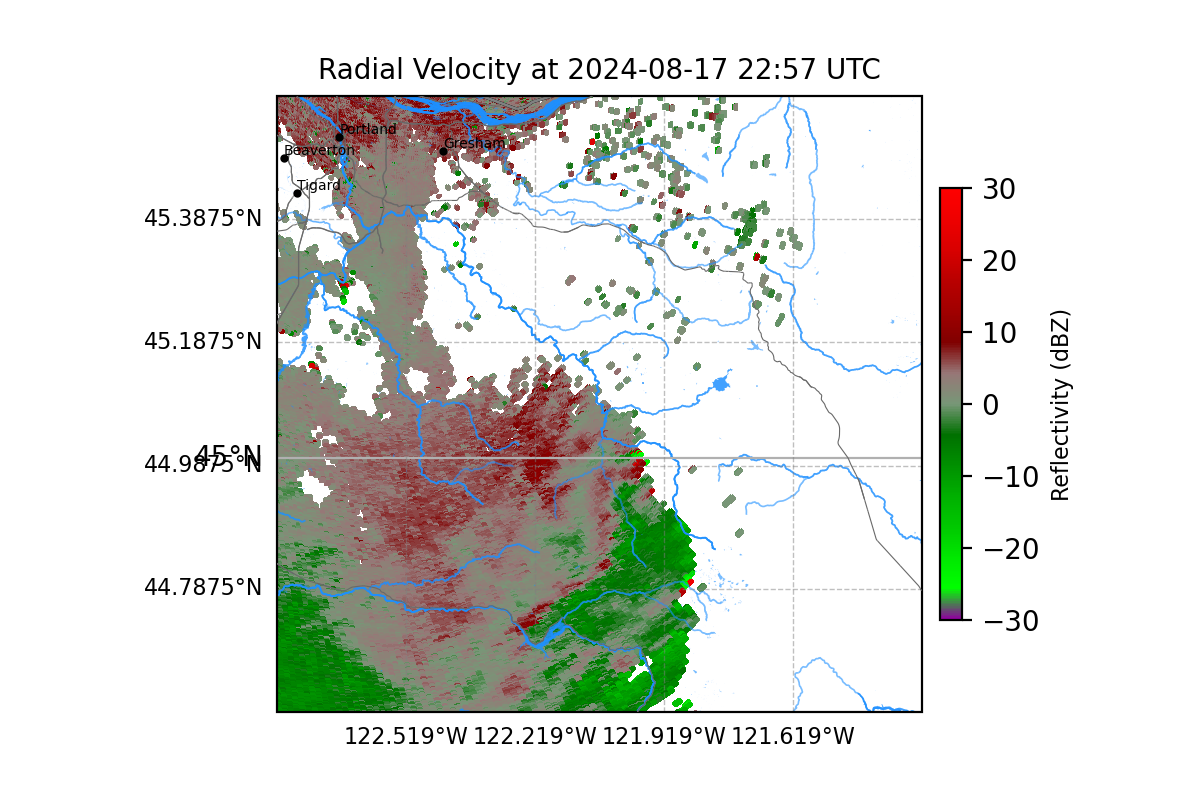 Radial Velocity at 2024-08-17 22:57 UTC
Portland
Gresham
Beaverton
Tigard
45.3875°N
45.1875°N
45°N
44.9875°N
44.7875°N
122.519°W 122.219°W 121.919°W 121.619°W
30
20
10
0
−10
−20
−30
Reflectivity (dBZ)